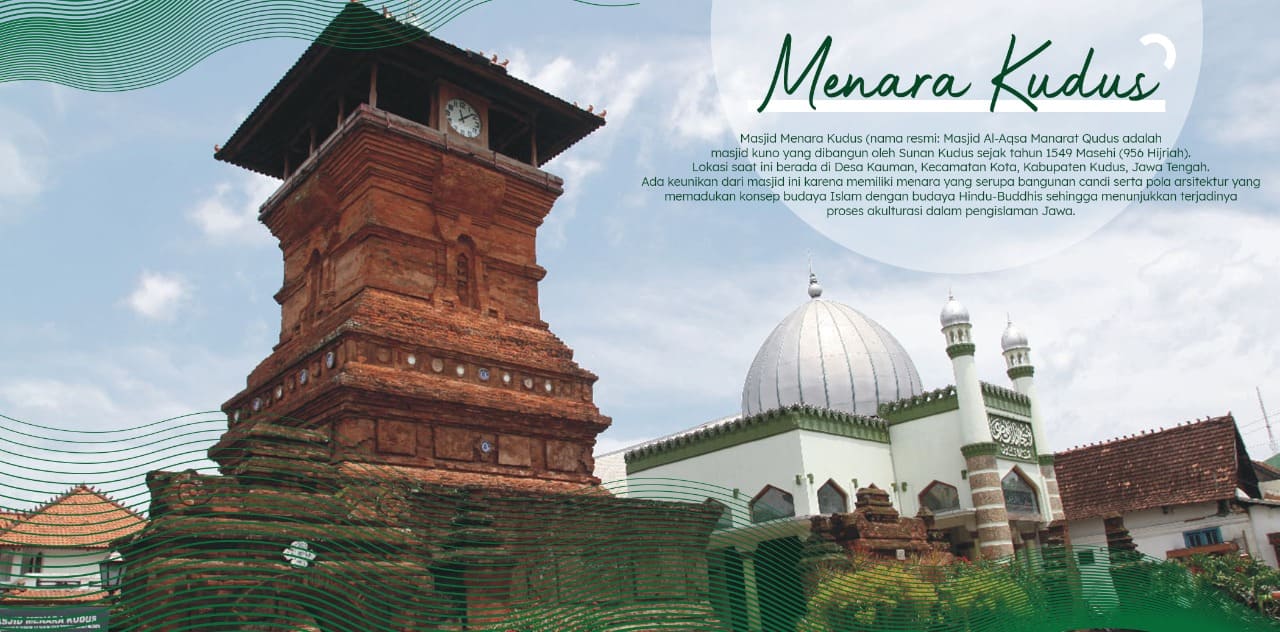 Menara Kudus
Masjid Menara Kudus (nama resmi: Masjid Al-Aqsa Manarat Qudus adalah
masjid kuno yang dibangun oleh Sunan Kudus sejak tahun 1549 Masehi (956 Hijriah).
Lokasi saat ini berada di Desa Kauman, Kecamatan Kota, Kabupaten Kudus, Jawa Tengah.
Ada keunikan dari masjid ini karena memiliki menara yang serupa bangunan candi serta pola arsitektur yang
memadukan konsep budaya Islam dengan budaya Hindu-Buddhis sehingga menunjukkan terjadinya
proses akulturasi dalam pengislaman Jawa.
MENARA KUDUS